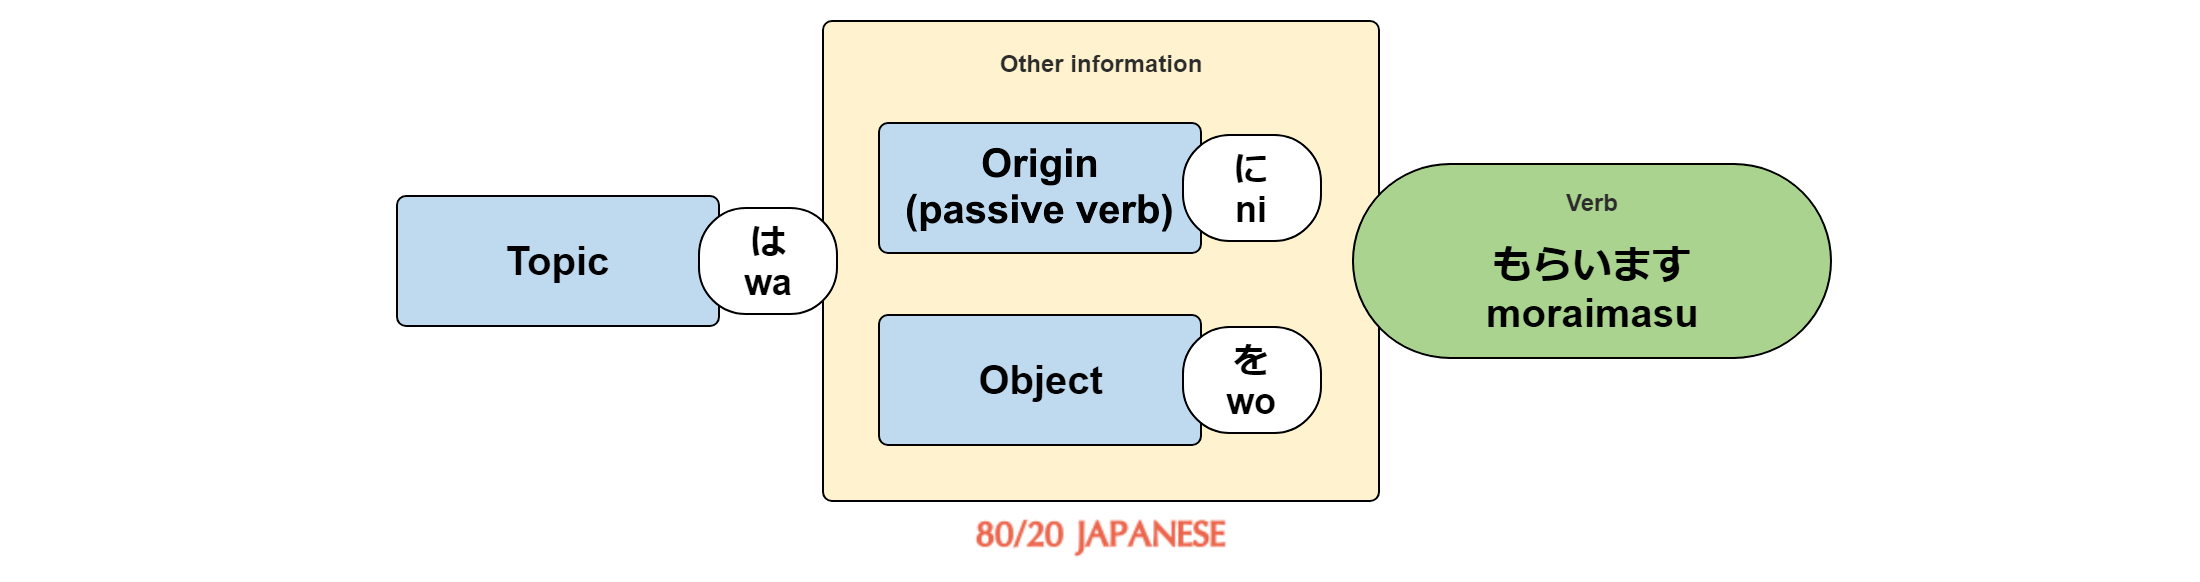 Topic
は
wa
Other information
Origin
(passive verb)
に
ni
Object
を
wo
Verb
もらいます
moraimasu
80/20 JAPANESE